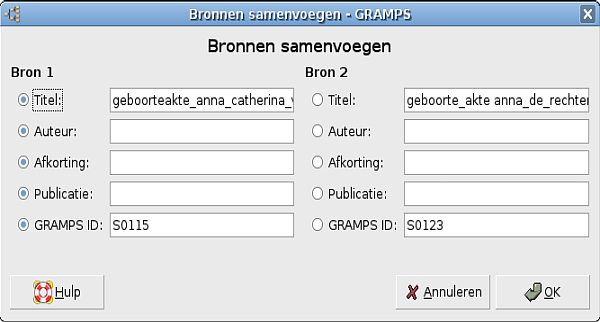 Bronnen samenvoegen - GRAMPS
Bronnen samenvoegen
Bron 1 Bron 2
Titel: geboorteakte_anna_catherina_ Titel: geboorte_akte anna_de_rechter
Auteur: Auteur:
Afkorting: Afkorting:
Publicatie: Publicatie:
GRAMPS ID: S0115 GRAMPS ID: S0123
Hulp Annuleren OK